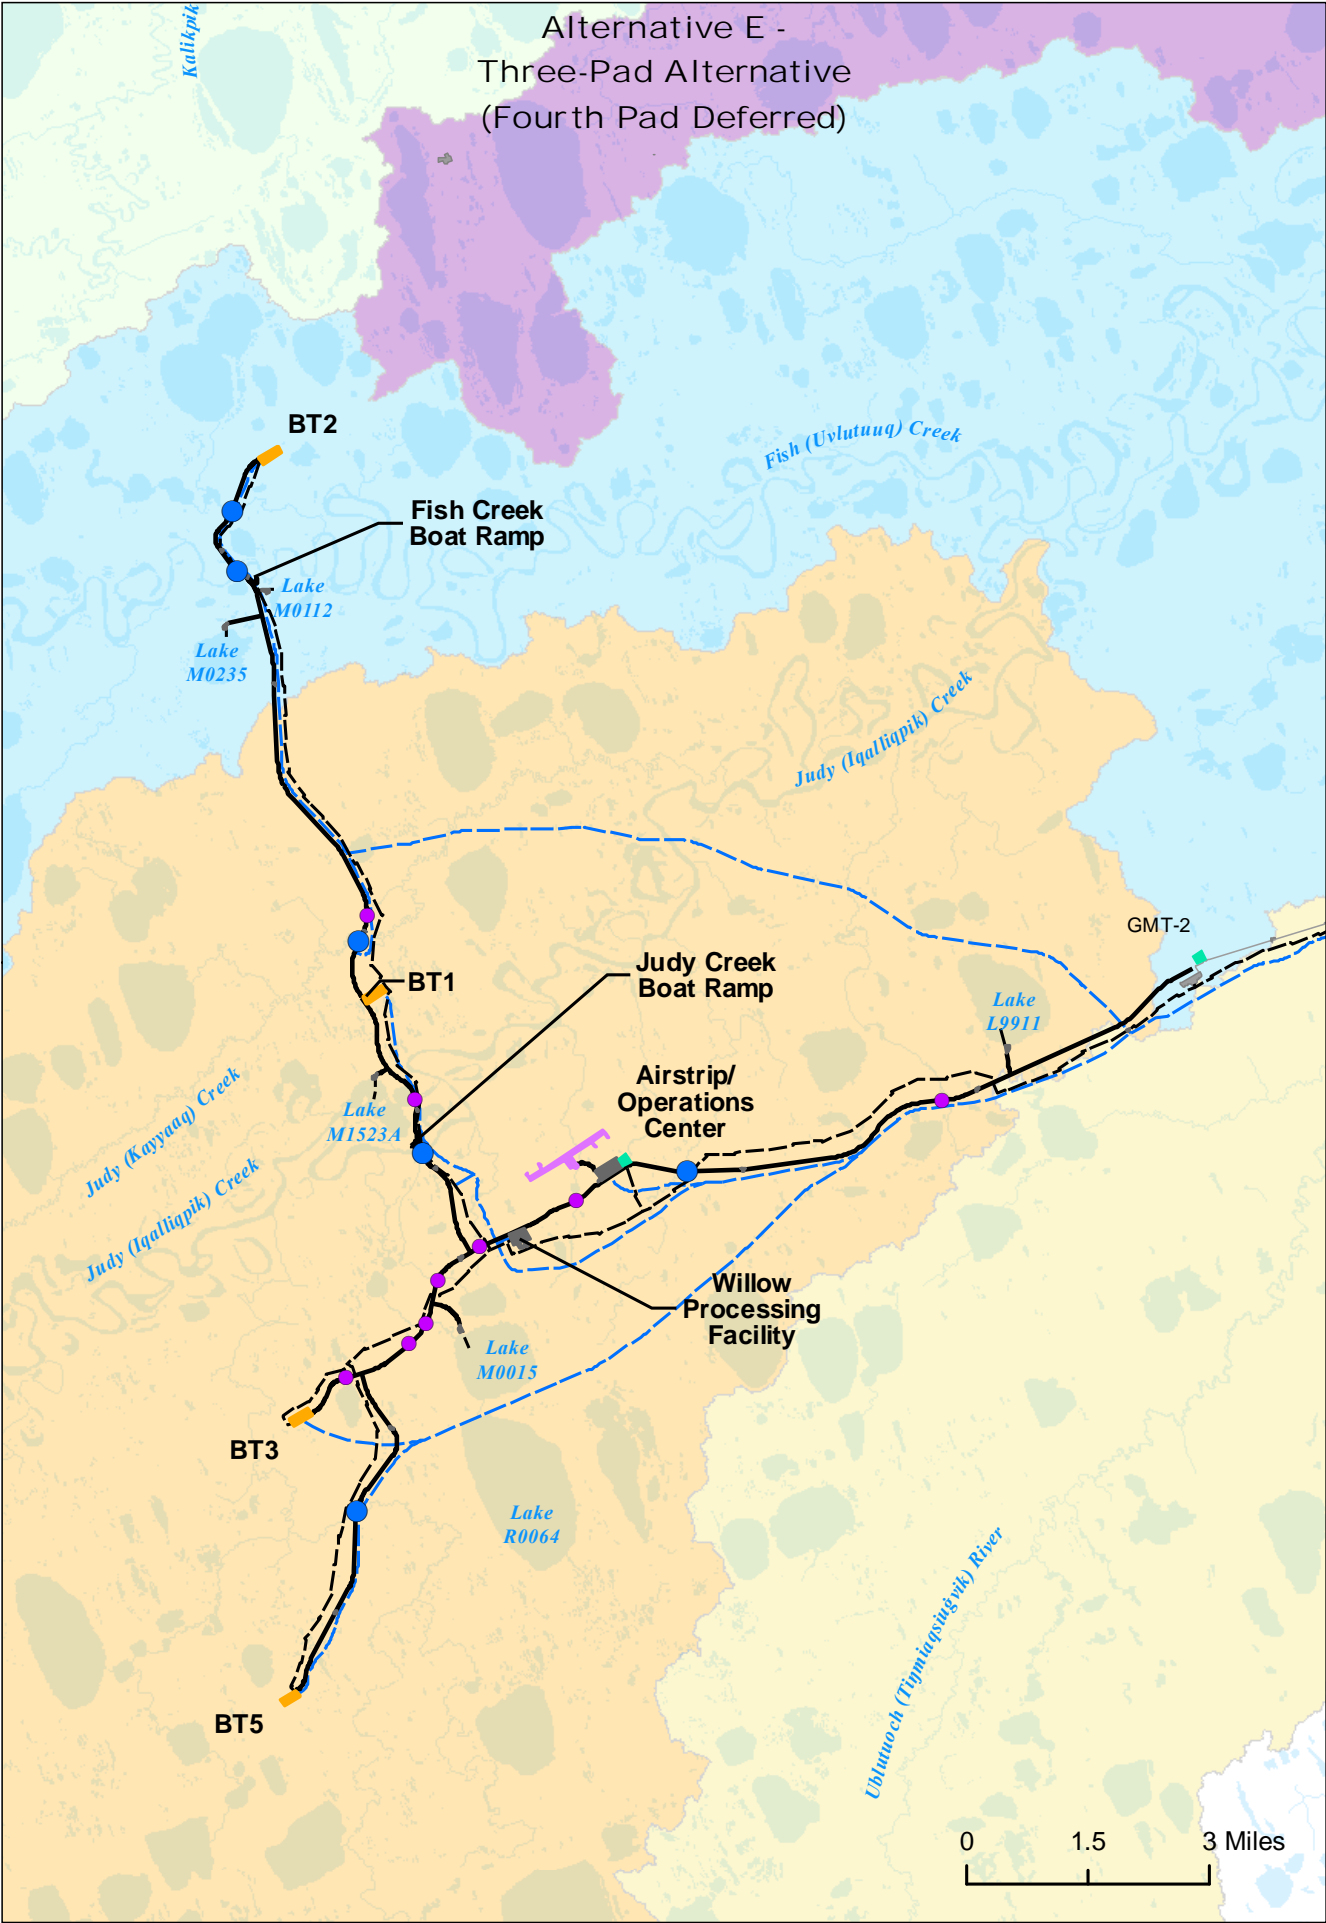 Alternative E -
Three-Pad Alternative
(Fourth Pad Deferred)
Kalikpik
BT2
Fish (Uvlutuuq) Creek
Fish Creek
Boat Ramp
Lake
M0112
Lake
M0235
Judy (Iqalliqpik) Creek
GMT-2
Judy Creek
Boat Ramp
BT1
Lake
L9911
Airstrip/
Operations
Center
Lake
M1523A
Judy (Kayyaaq) Creek
Judy (Iqalliqpik) Creek
Willow
Processing
Facility
Lake
M0015
BT3
Lake
R0064
Ublutuoch (Tiŋmiaqsiuġvik) River
BT5
0 1.5 3 Miles